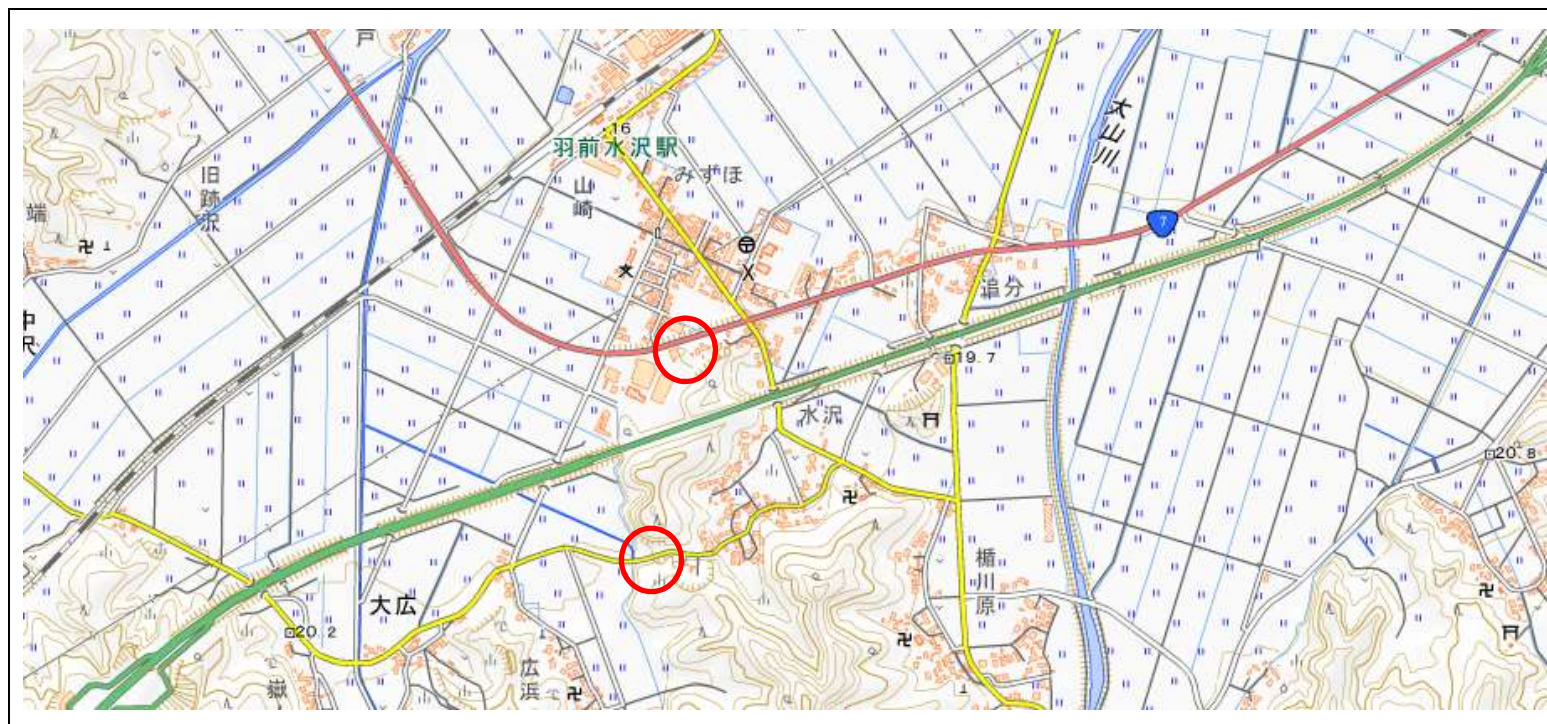 戸
16
羽前水沢駅
みずほ
山崎
大山川
旧跡沢
端
7
追分
中沢
19.7
水沢
20.8
楯川原
大広
20.2
広浜
嶽